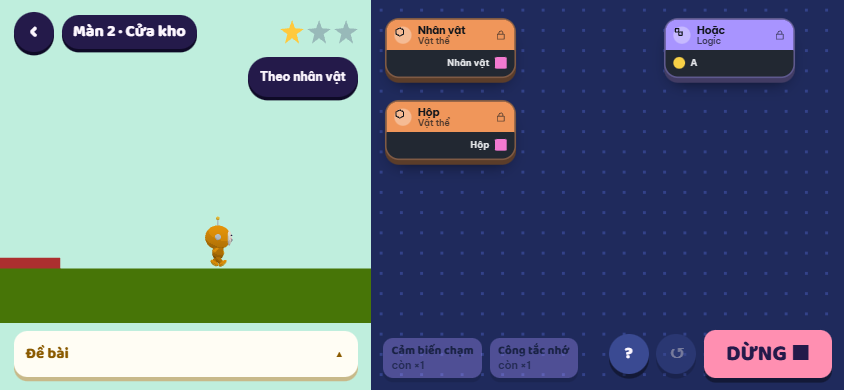 Màn 2 · Cửa kho
Theo nhân vật
Đề bài
Nhân vật
Vật thể
Nhân vật
Hộp
Vật thể
Hộp
Hoặc
Logic
A
Cảm biến chạm
còn ×1
Công tắc nhớ
còn ×1
?
DỪNG